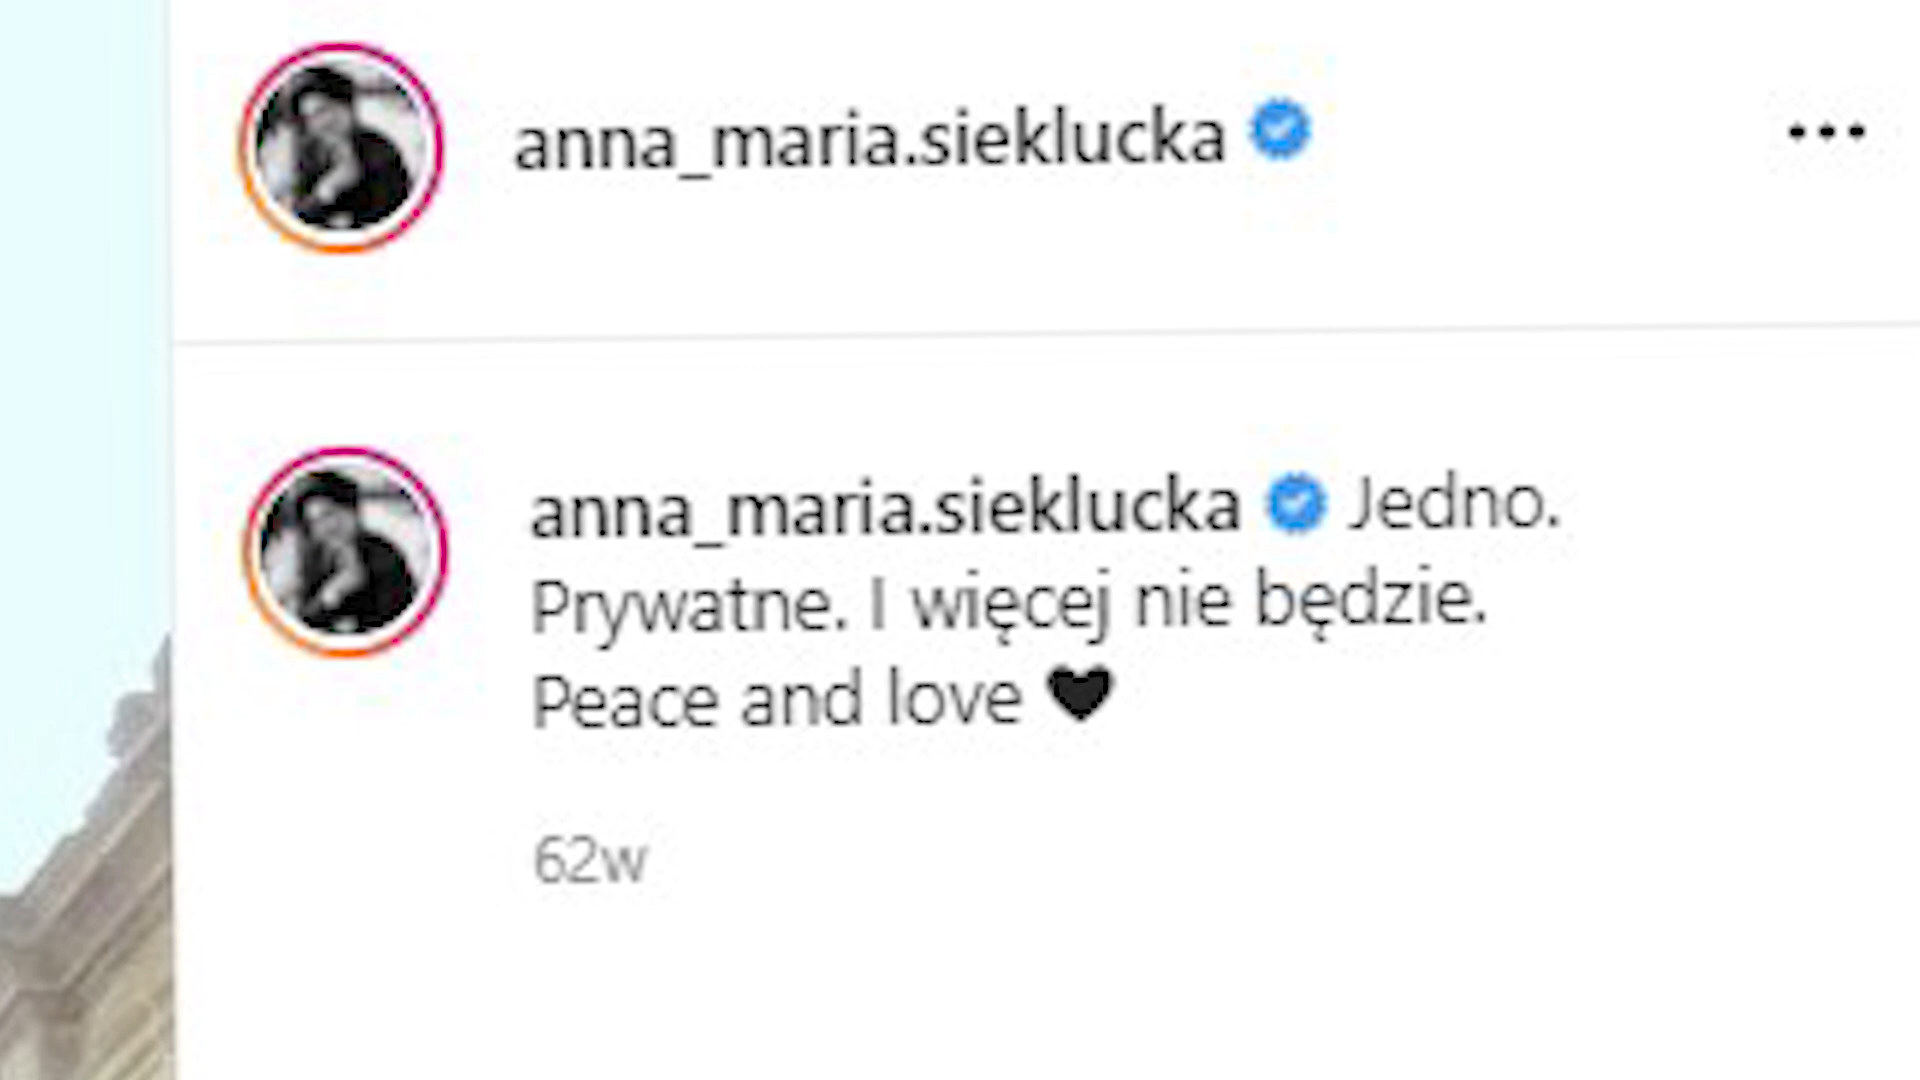 anna_maria.sieklucka
anna_maria.sieklucka Jedno.
Prywatne. I więcej nie będzie.
Peace and love 🖤
62w